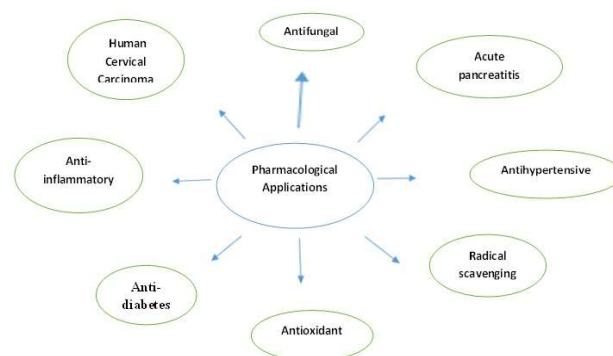 Antifungal
Human
Cervical
Carcinoma
Acute
pancreatitis
Anti-
inflammatory
Pharmacological
Applications
Antihypertensive
Radical
scavenging
Anti-
diabetes
Antioxidant